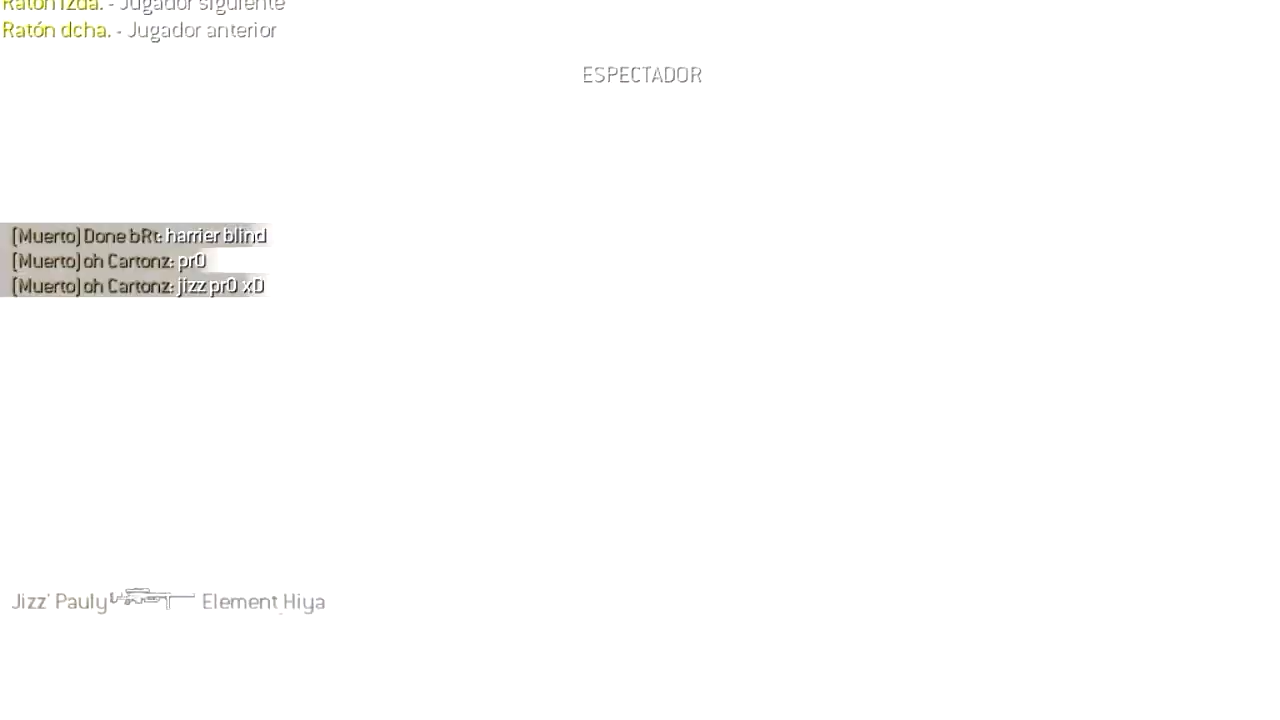 Ratón izda. - Jugador siguiente
Ratón dcha. - Jugador anterior
ESPECTADOR
(Muerto) Done bRt: harrier blind
(Muerto) oh Cartonz: pr0
(Muerto) oh Cartonz: jizz pr0 xD
Jizz' Pauly Element Hiya